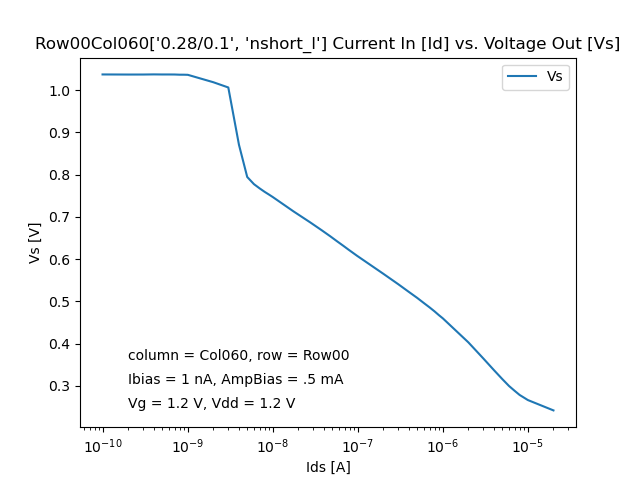 Row00Col060['0.28/0.1', 'nshort_l'] Current In [Id] vs. Voltage Out [Vs]
Vs
1.0
0.9
0.8
0.7
0.6
0.5
0.4
0.3
Vs [V]
column = Col060, row = Row00
Ibias = 1 nA, AmpBias = .5 mA
Vg = 1.2 V, Vdd = 1.2 V
10⁻¹⁰ 10⁻⁹ 10⁻⁸ 10⁻⁷ 10⁻⁶ 10⁻⁵
Ids [A]